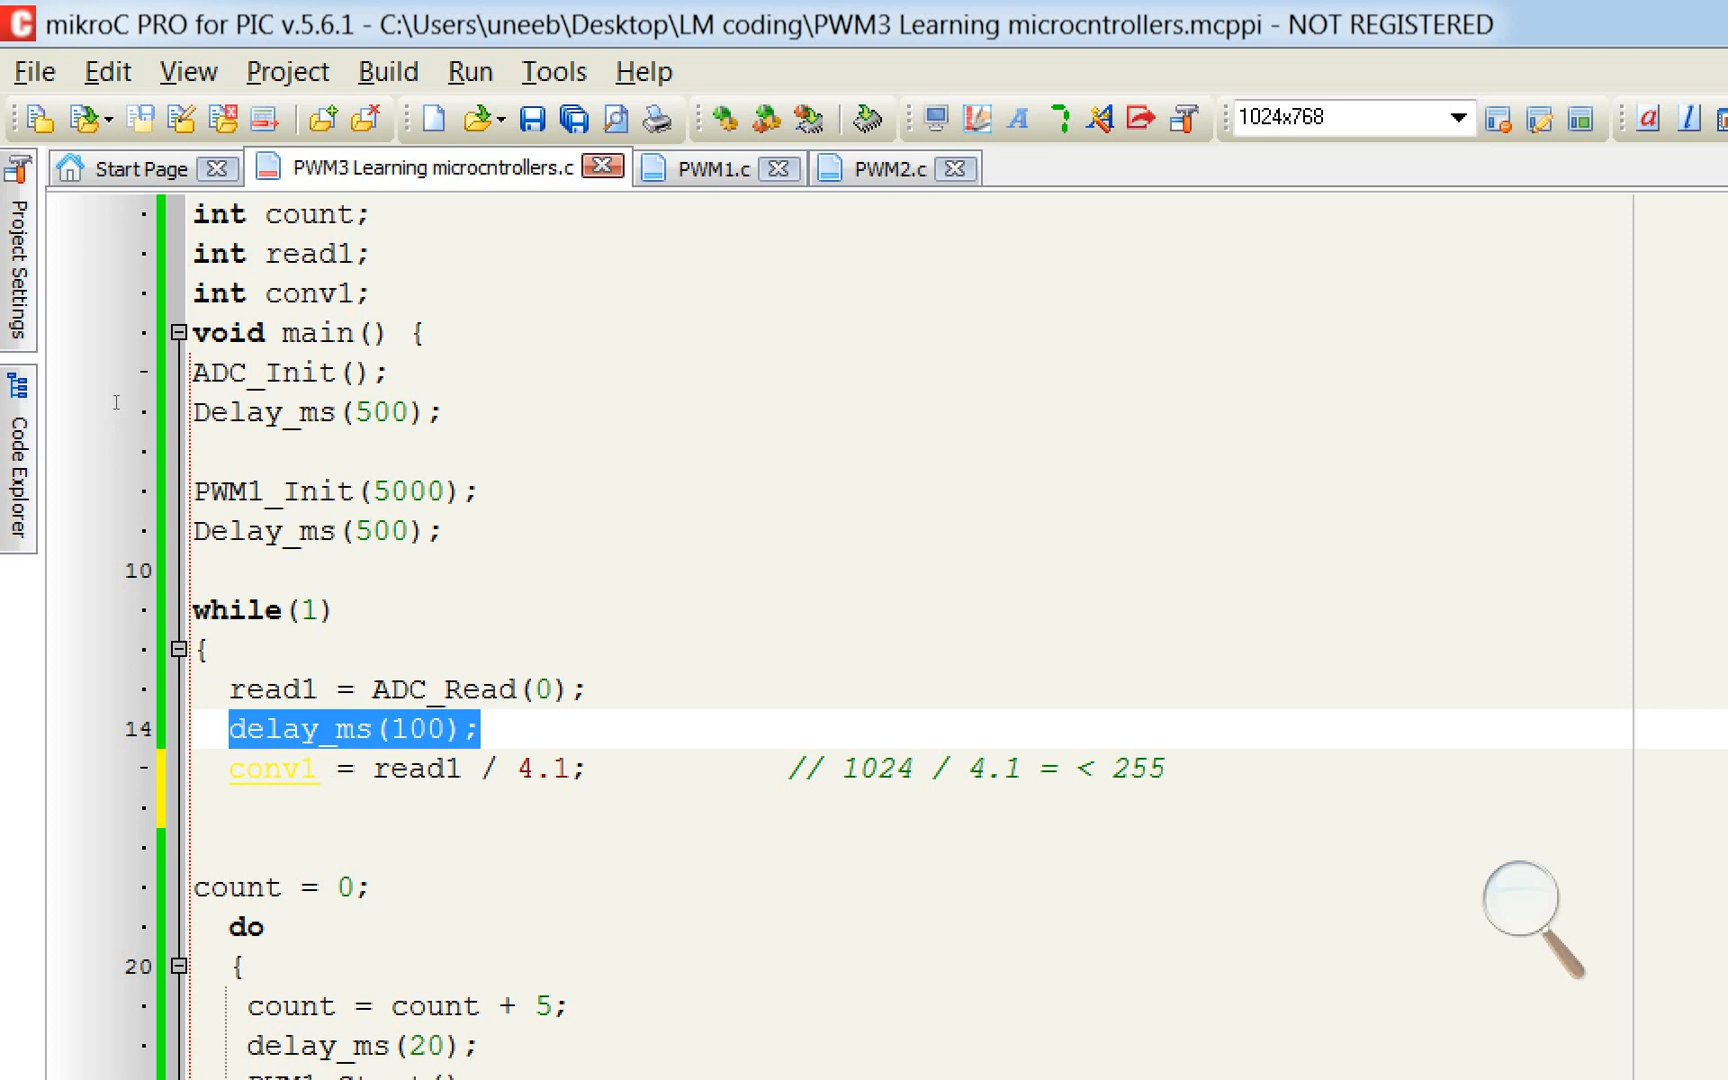 mikroC PRO for PIC v.5.6.1 - C:\Users\uneeb\Desktop\LM coding\PWM3 Learning microcntrollers.mcppi - NOT REGISTERED
File Edit View Project Build Run Tools Help
1024x768
Start Page PWM3 Learning microcntrollers.c PWM1.c PWM2.c
Project Settings
Code Explorer
int count;
int read1;
int conv1;
void main() {
ADC_Init();
Delay_ms(500);
PWM1_Init(5000);
Delay_ms(500);
10
while(1)
{
read1 = ADC_Read(0);
14 delay_ms(100);
conv1 = read1 / 4.1; // 1024 / 4.1 = < 255
count = 0;
do
20 {
count = count + 5;
delay_ms(20);